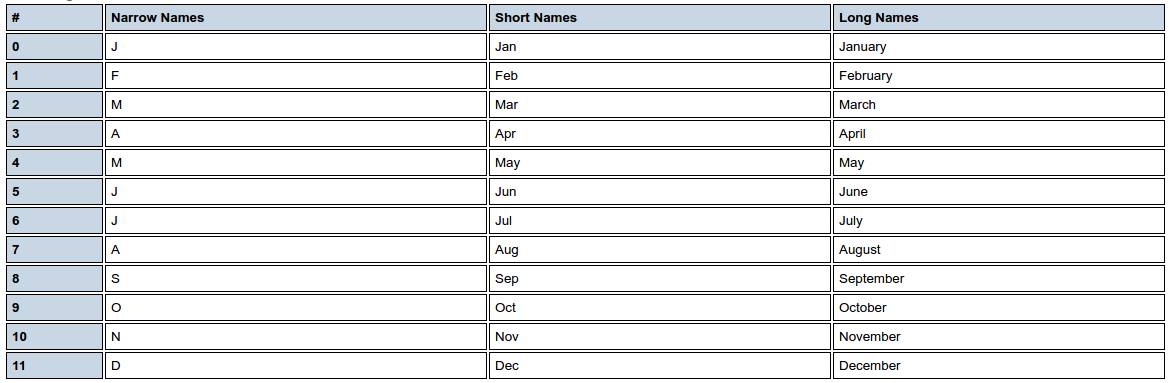 # Narrow Names Short Names Long Names
0 J Jan January
1 F Feb February
2 M Mar March
3 A Apr April
4 M May May
5 J Jun June
6 J Jul July
7 A Aug August
8 S Sep September
9 O Oct October
10 N Nov November
11 D Dec December